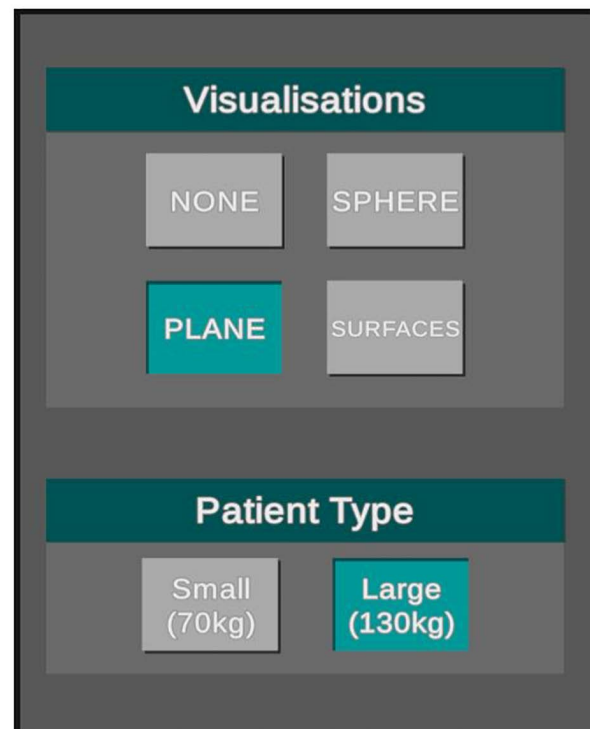 Visualisations
NONE
SPHERE
PLANE
SURFACES
Patient Type
Small
(70kg)
Large
(130kg)